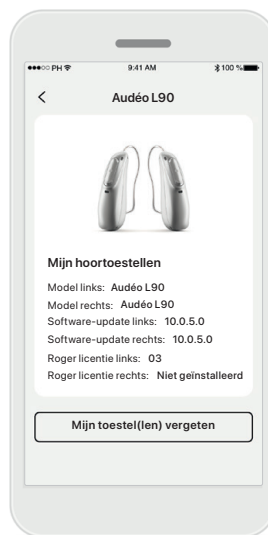 ●●●○○ PH 9:41 AM 100 %
Audéo L90
Mijn hoortoestellen
Model links: Audéo L90
Model rechts: Audéo L90
Software-update links: 10.0.5.0
Software-update rechts: 10.0.5.0
Roger licentie links: 03
Roger licentie rechts: Niet geïnstalleerd
Mijn toestel(len) vergeten